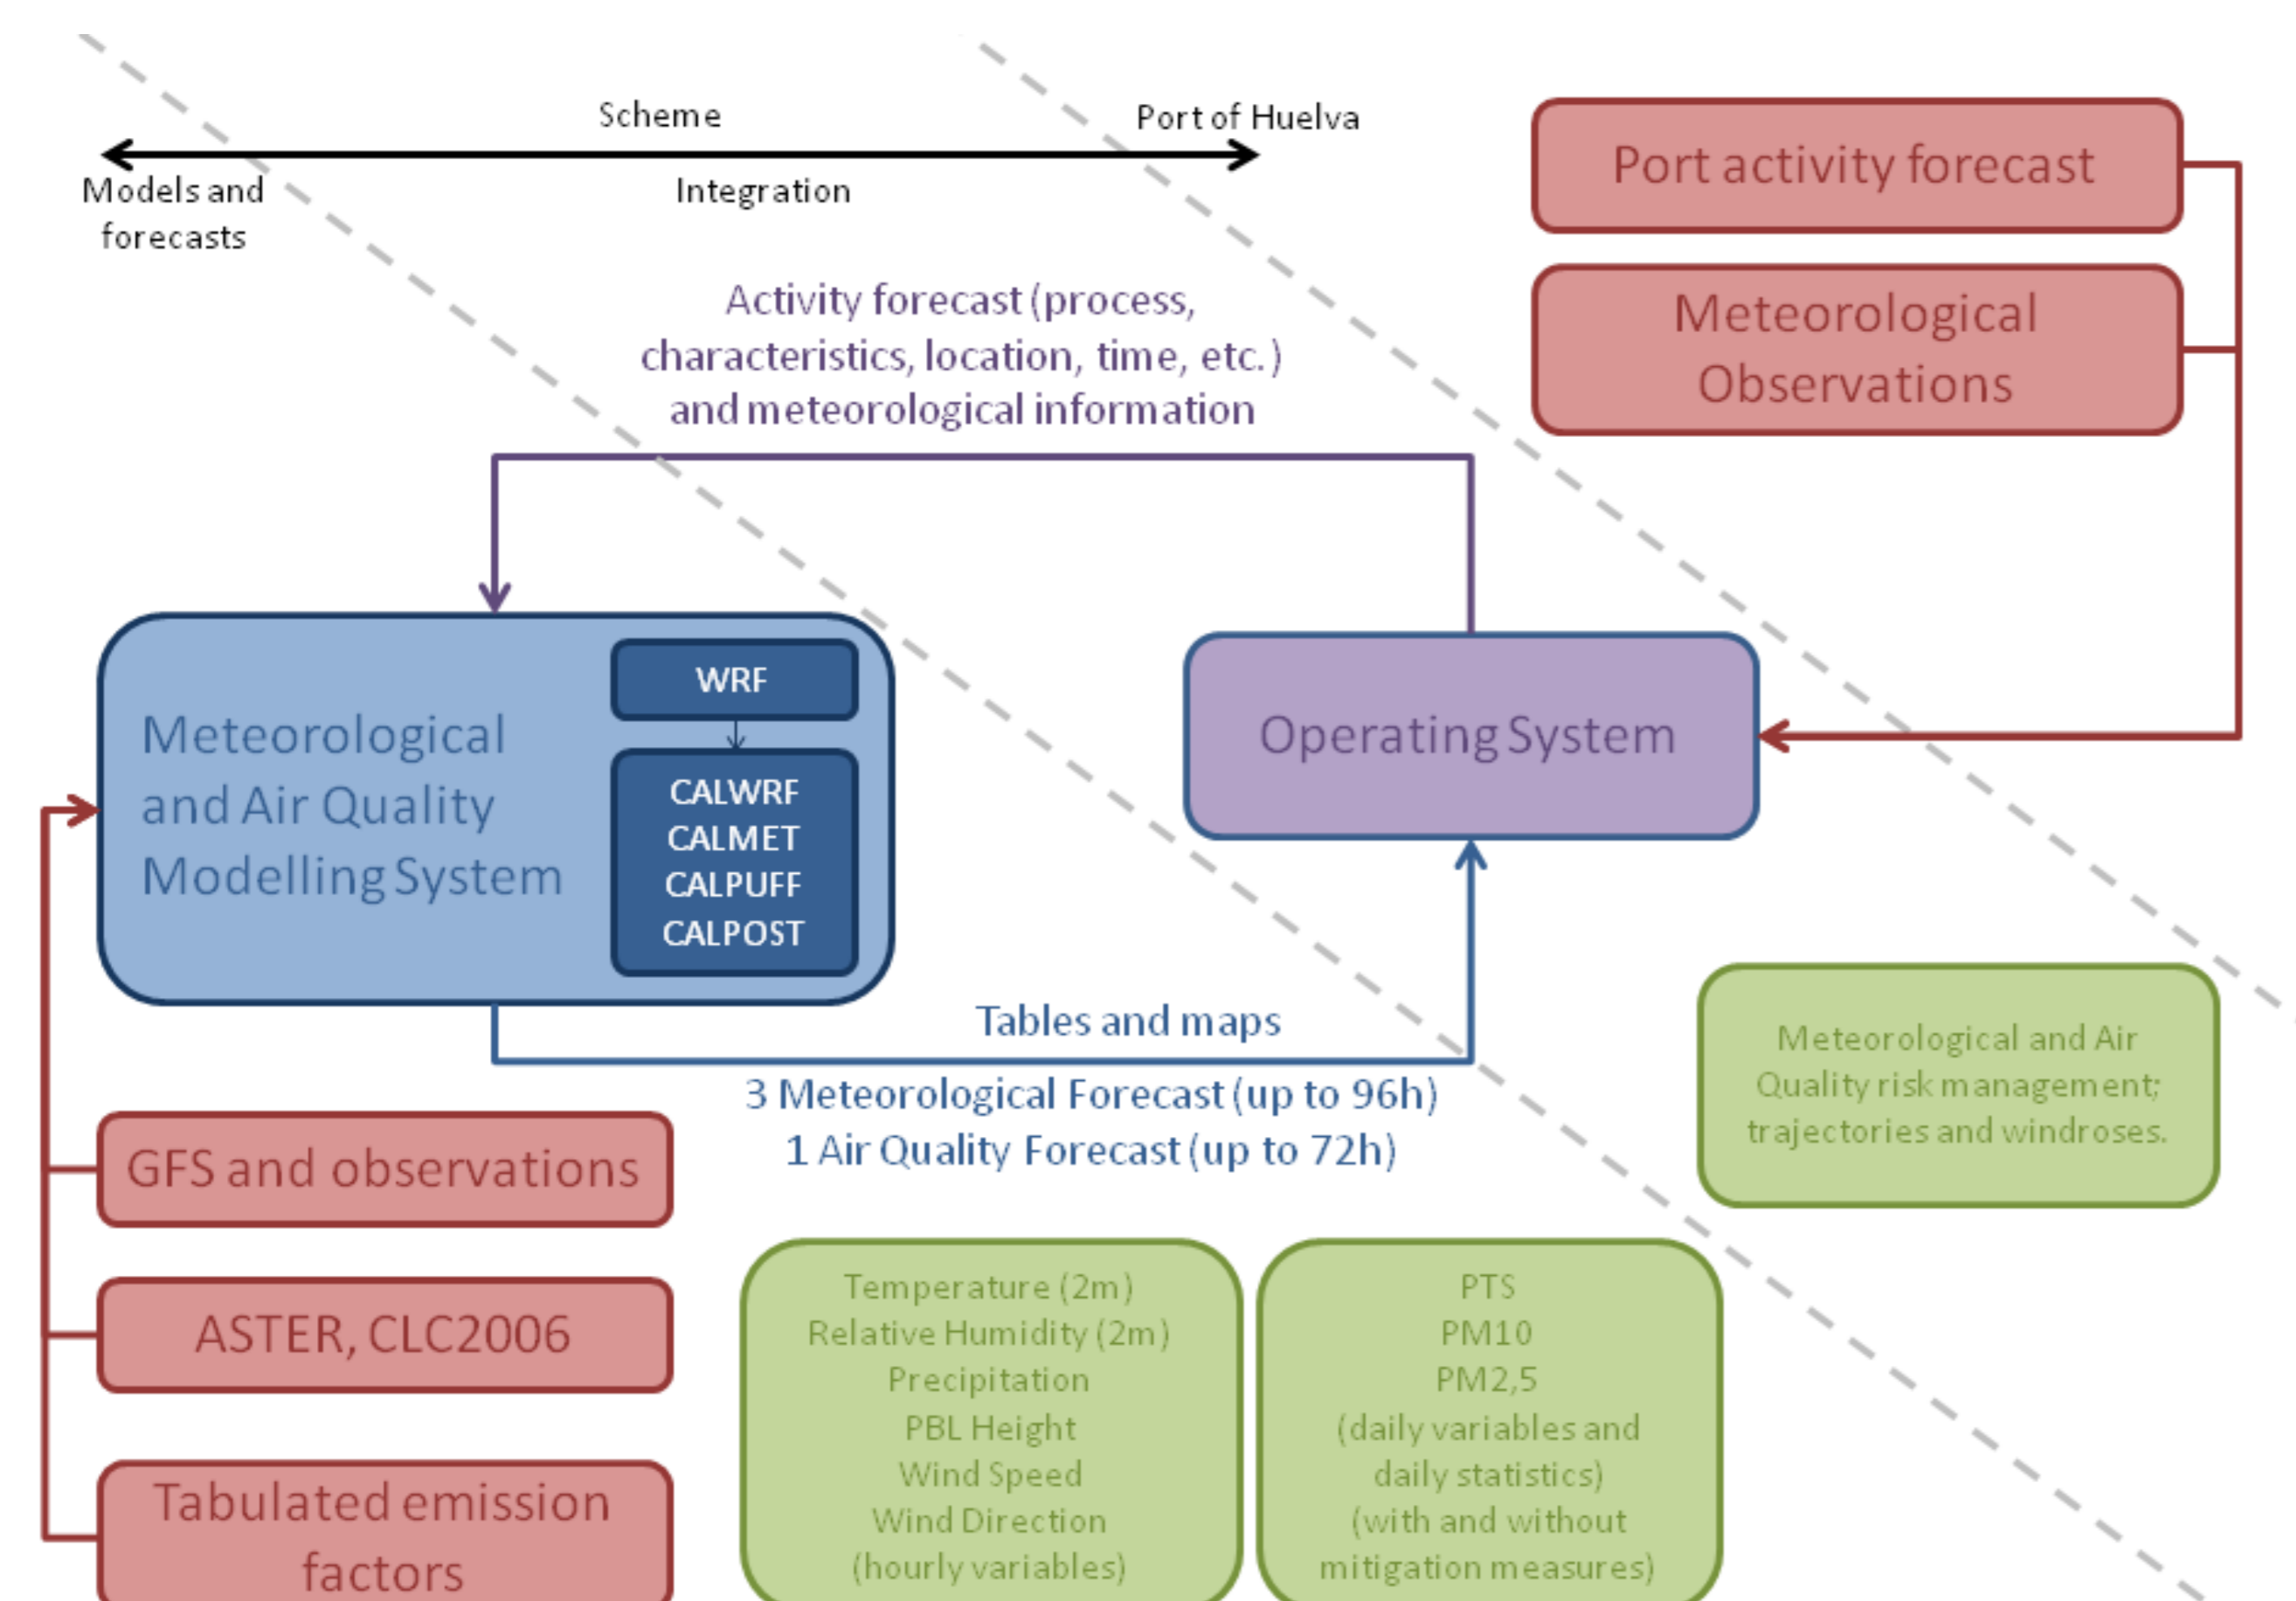 Scheme
Port of Huelva
Models and
forecasts
Integration
Port activity forecast
Meteorological
Observations
Activity forecast (process,
characteristics, location, time, etc.)
and meteorological information
Meteorological
and Air Quality
Modelling System
WRF
CALWRF
CALMET
CALPUFF
CALPOST
Operating System
Tables and maps
3 Meteorological Forecast (up to 96h)
1 Air Quality Forecast (up to 72h)
Meteorological and Air
Quality risk management;
trajectories and windroses.
GFS and observations
ASTER, CLC2006
Tabulated emission
factors
Temperature (2m)
Relative Humidity (2m)
Precipitation
PBL Height
Wind Speed
Wind Direction
(hourly variables)
PTS
PM10
PM2,5
(daily variables and
daily statistics)
(with and without
mitigation measures)